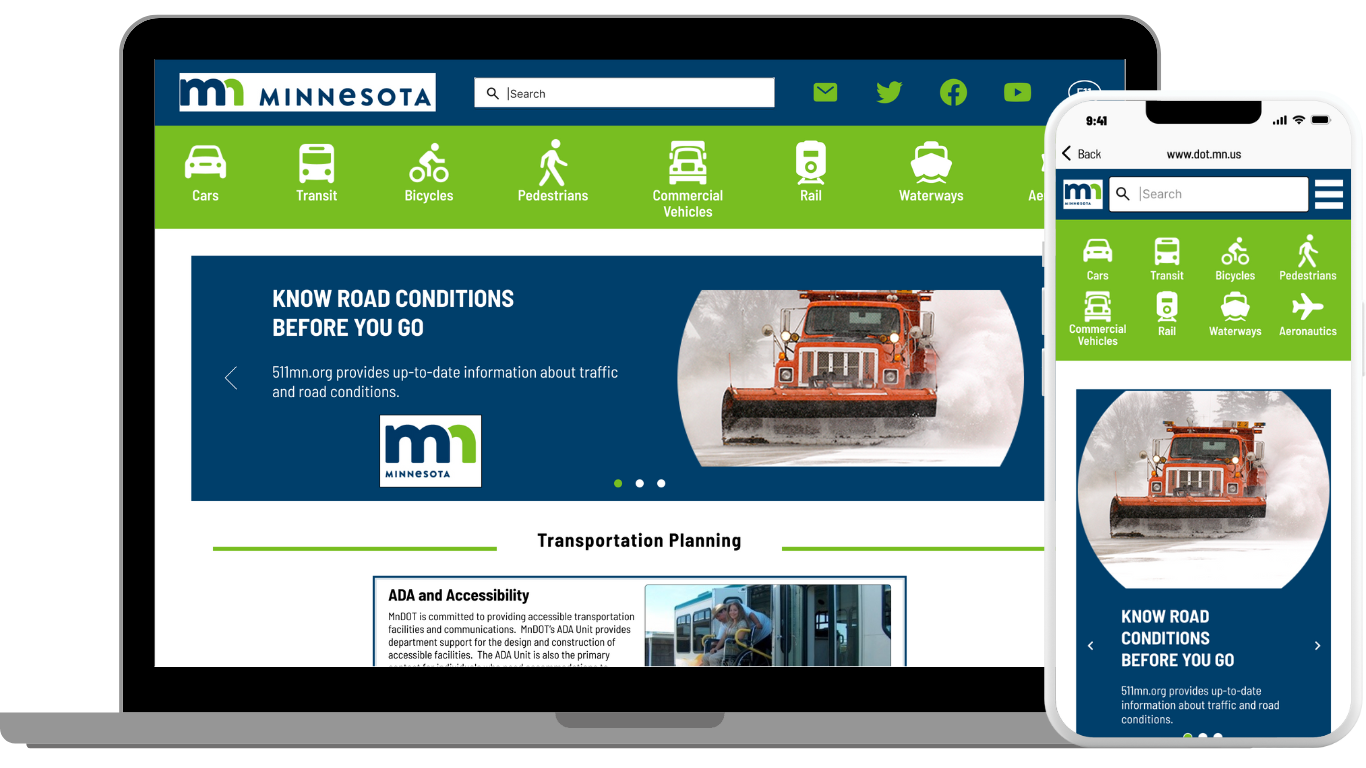 mn MINNESOTA
Search
Cars
Transit
Bicycles
Pedestrians
Commercial
Vehicles
Rail
Waterways
Ae
KNOW ROAD CONDITIONS
BEFORE YOU GO
511mn.org provides up-to-date information about traffic
and road conditions.
mn
MINNESOTA
Transportation Planning
ADA and Accessibility
MnDOT is committed to providing accessible transportation
facilities and communications. MnDOT's ADA Unit provides
department support for the design and construction of
accessible facilities. The ADA Unit is also the primary
9:41
Back
www.dot.mn.us
mn
MINNESOTA
Search
Cars
Transit
Bicycles
Pedestrians
Commercial
Vehicles
Rail
Waterways
Aeronautics
KNOW ROAD
CONDITIONS
BEFORE YOU GO
511mn.org provides up-to-date
information about traffic and road
conditions.